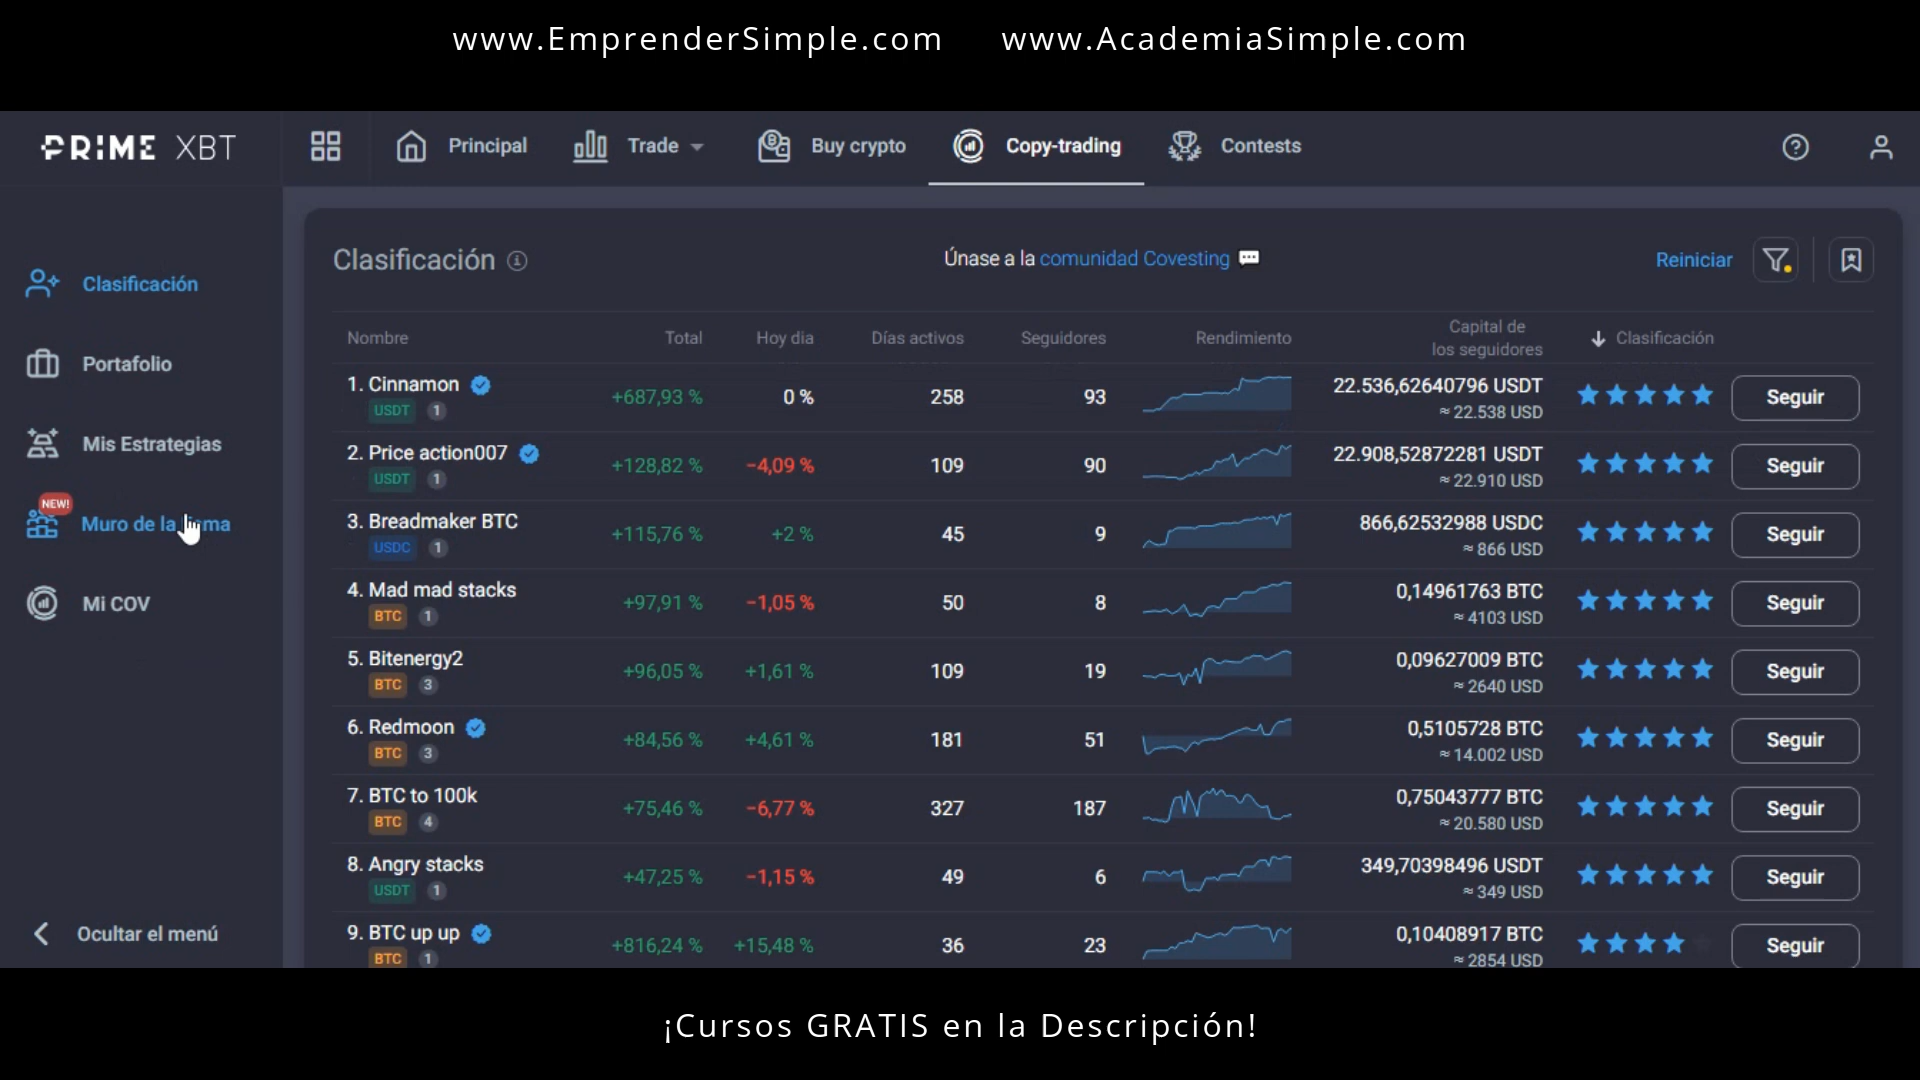 www.EmprenderSimple.com www.AcademiaSimple.com
PRIME XBT Principal Trade Buy crypto Copy-trading Contests
Clasificación
Portafolio
Mis Estrategias
NEW!
Muro de la
Mi COV
Ocultar el menú
Clasificación Únase a la comunidad Covesting Reiniciar
Nombre Total Hoy dia Días activos Seguidores Rendimiento Capital de los seguidores Clasificación
1. Cinnamon +687,93 % 0 % 258 93 22.536,62640796 USDT Seguir
USDT 1 ≈ 22.538 USD
2. Price action007 +128,82 % −4,09 % 109 90 22.908,52872281 USDT Seguir
USDT 1 ≈ 22.910 USD
3. Breadmaker BTC +115,76 % +2 % 45 9 866,62532988 USDC Seguir
USDC 1 ≈ 866 USD
4. Mad mad stacks +97,91 % −1,05 % 50 8 0,14961763 BTC Seguir
BTC 1 ≈ 4103 USD
5. Bitenergy2 +96,05 % +1,61 % 109 19 0,09627009 BTC Seguir
BTC 3 ≈ 2640 USD
6. Redmoon +84,56 % +4,61 % 181 51 0,5105728 BTC Seguir
BTC 3 ≈ 14.002 USD
7. BTC to 100k +75,46 % −6,77 % 327 187 0,75043777 BTC Seguir
BTC 4 ≈ 20.580 USD
8. Angry stacks +47,25 % −1,15 % 49 6 349,70398496 USDT Seguir
USDT 1 ≈ 349 USD
9. BTC up up +816,24 % +15,48 % 36 23 0,10408917 BTC Seguir
BTC 1 ≈ 2854 USD
¡Cursos GRATIS en la Descripción!